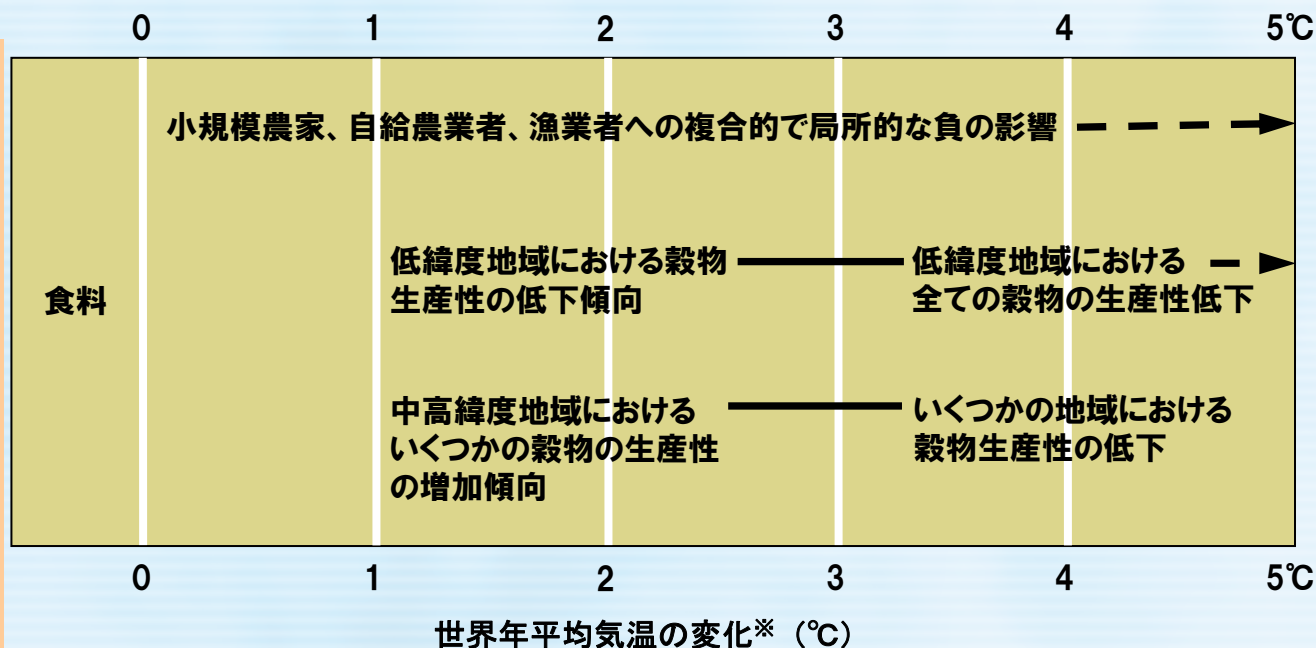 0 1 2 3 4 5℃
小規模農家、自給農業者、漁業者への複合的で局所的な負の影響
食料
低緯度地域における穀物
生産性の低下傾向
低緯度地域における
全ての穀物の生産性低下
中高緯度地域における
いくつかの穀物の生産性
の増加傾向
いくつかの地域における
穀物生産性の低下
0 1 2 3 4 5℃
世界年平均気温の変化※（℃）